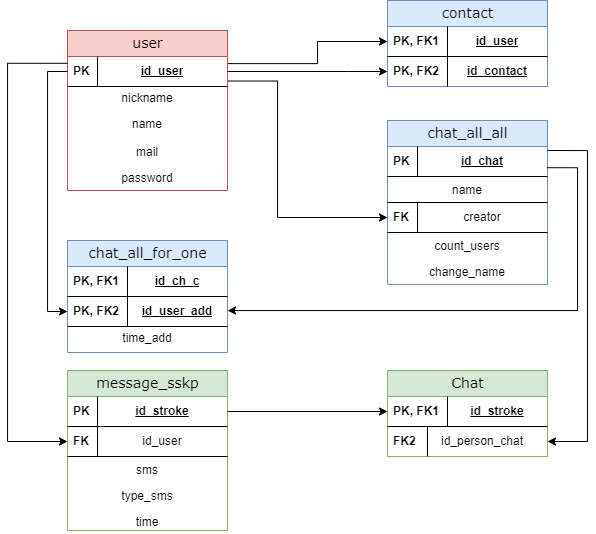 user
PK id_user
nickname
name
mail
password
contact
PK, FK1 id_user
PK, FK2 id_contact
chat_all_all
PK id_chat
name
FK creator
count_users
change_name
chat_all_for_one
PK, FK1 id_ch_c
PK, FK2 id_user_add
time_add
message_sskp
PK id_stroke
FK id_user
sms
type_sms
time
Chat
PK, FK1 id_stroke
FK2 id_person_chat